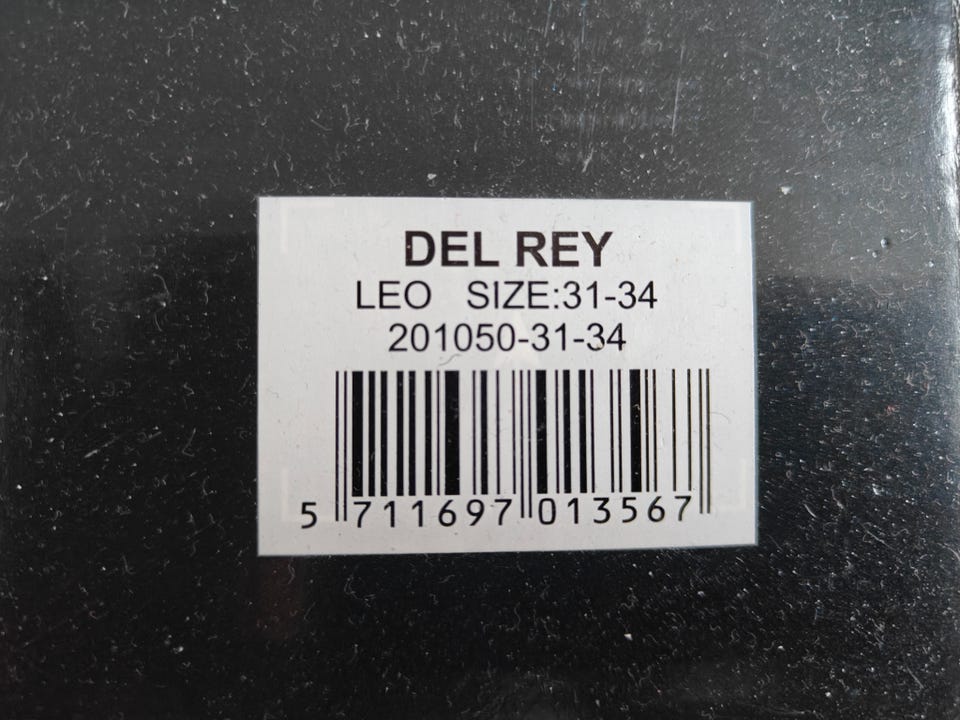 DEL REY
LEO SIZE:31-34
201050-31-34
5 711697 013567